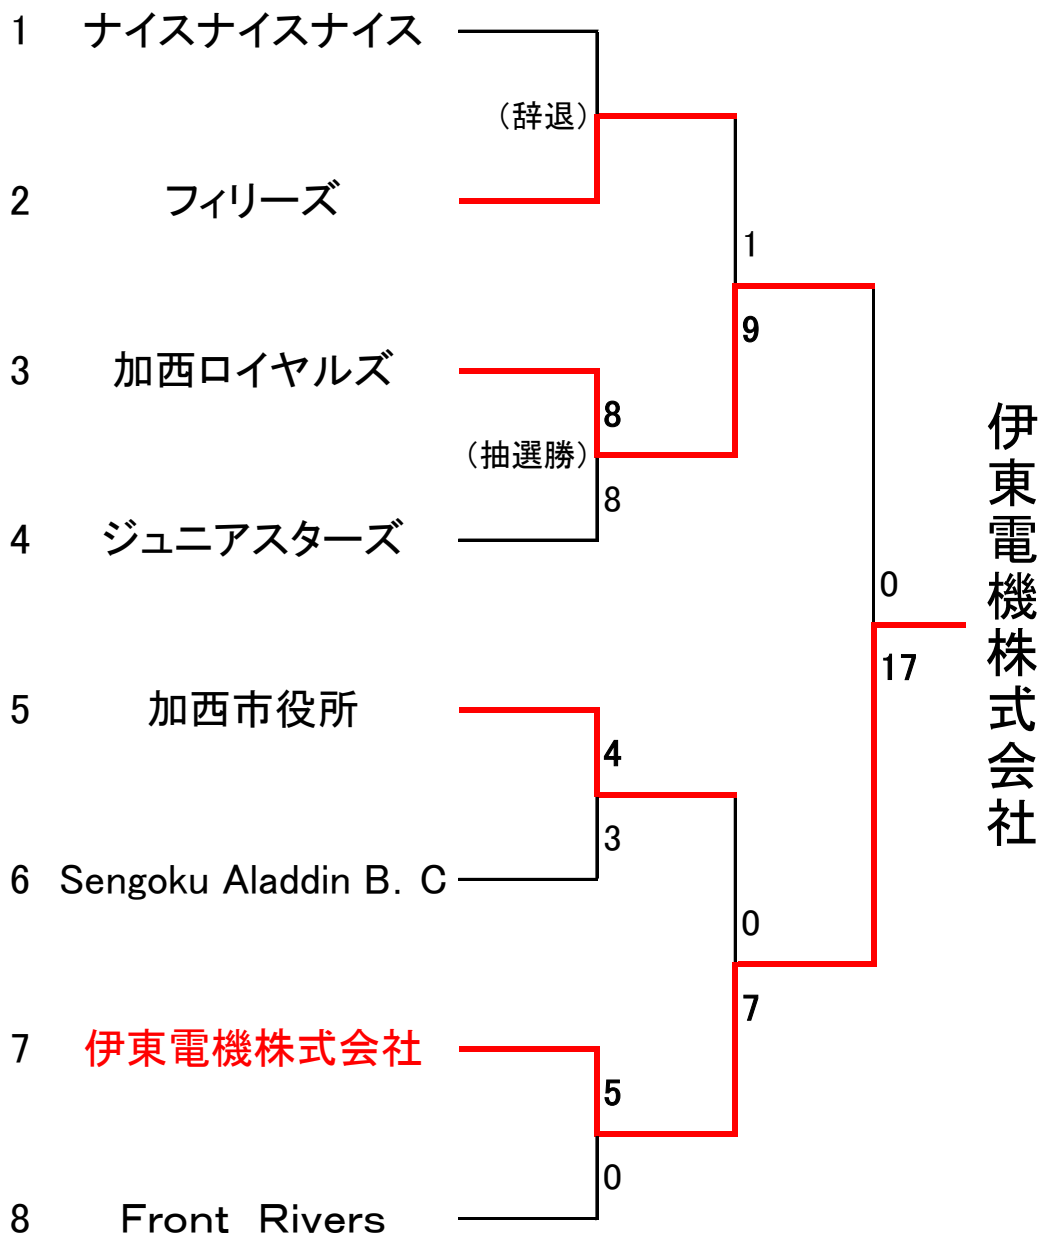 1 ナイスナイスナイス
(辞退)
2 フィリーズ
1
9
3 加西ロイヤルズ
8
(抽選勝)
8
4 ジュニアスターズ
0
17
伊東電機株式会社
5 加西市役所
4
3
6 Sengoku Aladdin B. C
0
7
7 伊東電機株式会社
5
0
8 Front Rivers